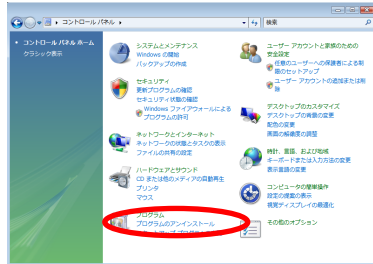 コントロール パネル
検索
コントロール パネル ホーム
クラシック表示
システムとメンテナンス
Windows の開始
バックアップの作成
セキュリティ
更新プログラムの確認
セキュリティ状態の確認
Windows ファイアウォールによる
プログラムの許可
ネットワークとインターネット
ネットワークの状態とタスクの表示
ファイルの共有の設定
ハードウェアとサウンド
CD または他のメディアの自動再生
プリンタ
マウス
プログラム
プログラムのアンインストール
ユーザー アカウントと家族のための
安全設定
任意のユーザーへの保護者による制
限のセットアップ
ユーザー アカウントの追加または削
除
デスクトップのカスタマイズ
デスクトップの背景の変更
配色の変更
画面の解像度の調整
時計、言語、および地域
キーボードまたは入力方法の変更
表示言語の変更
コンピュータの簡単操作
設定の提案の表示
視覚ディスプレイの最適化
その他のオプション